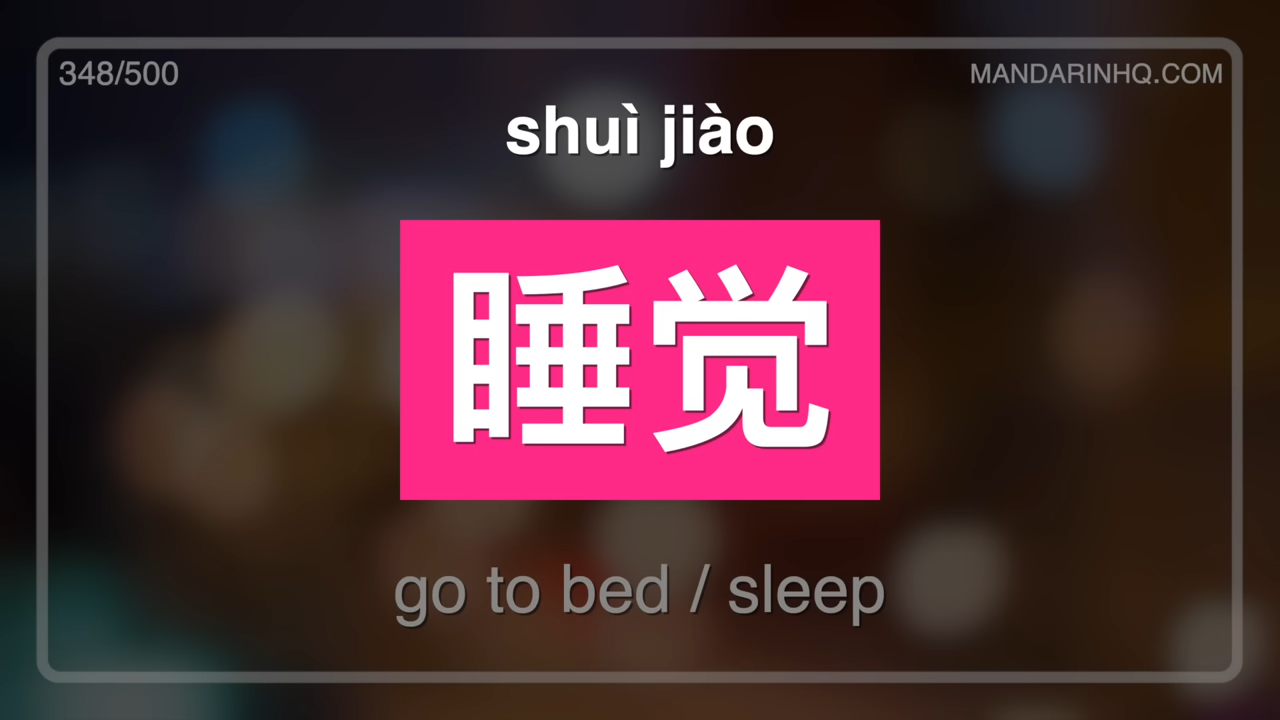 348/500
MANDARINHQ.COM
shuì jiào
睡觉
go to bed / sleep